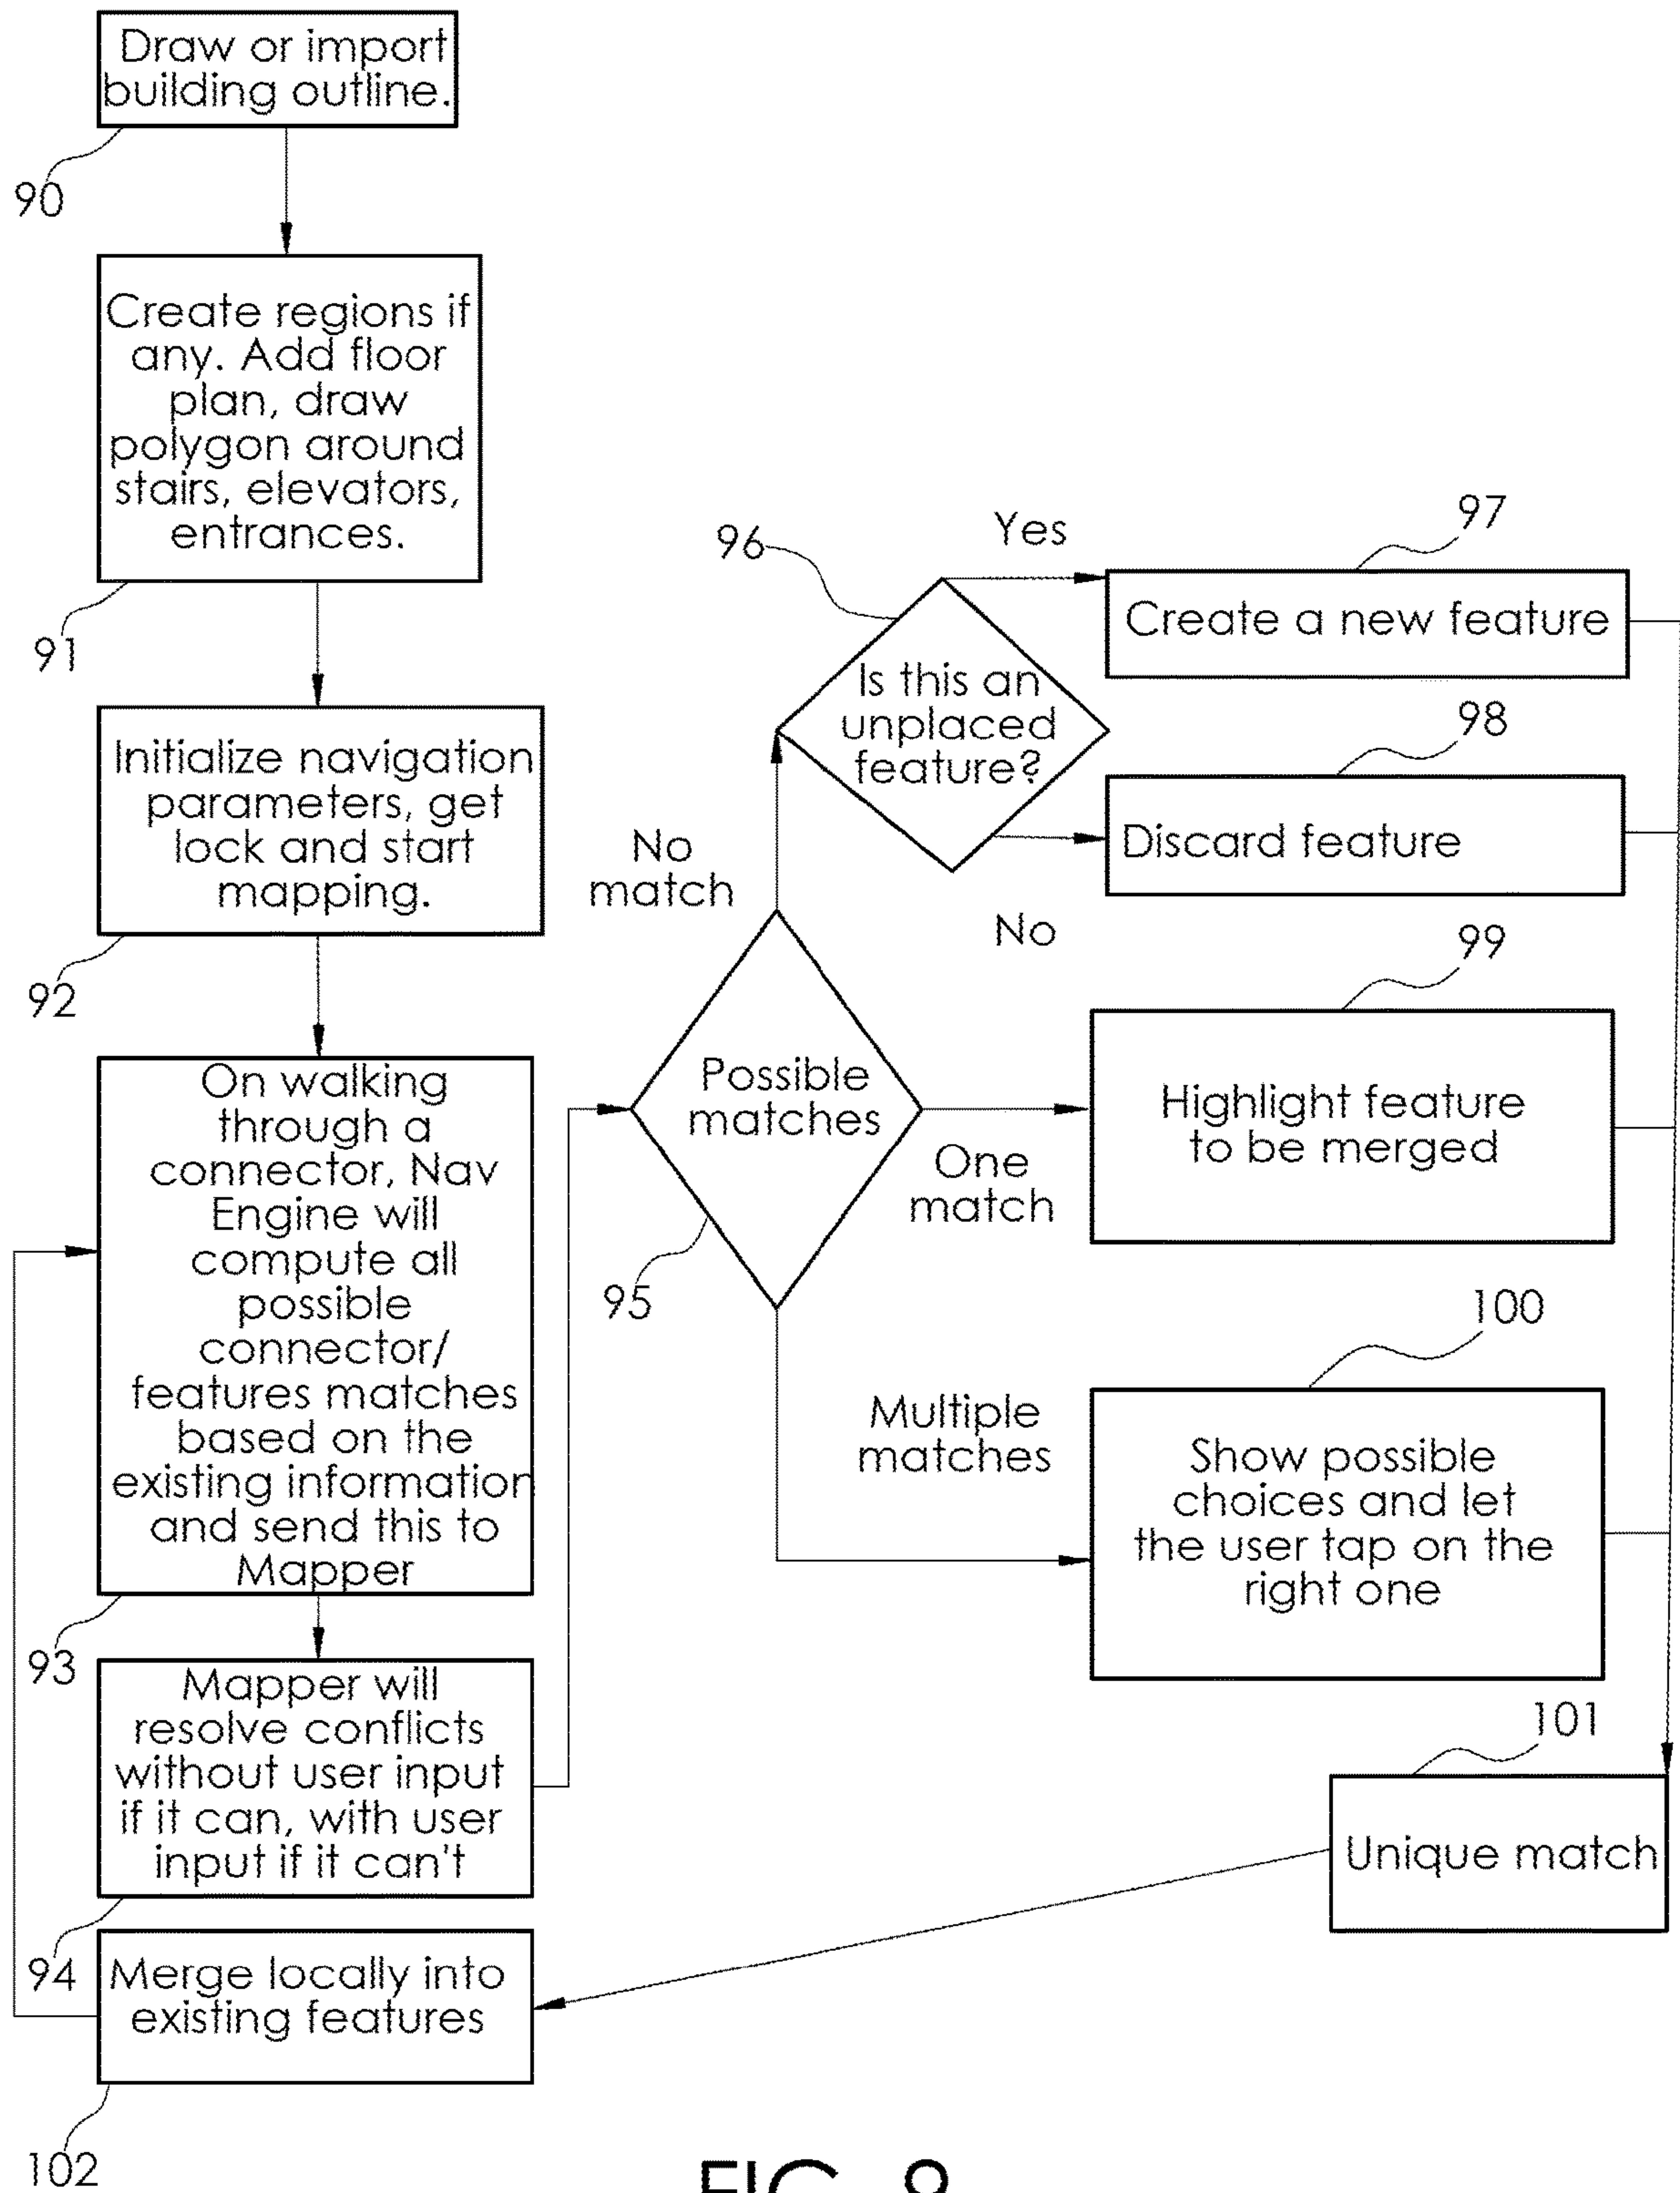 Draw or import
building outline.
90
Create regions if
any. Add floor
plan, draw
polygon around
stairs, elevators,
entrances.
91
Initialize navigation
parameters, get
lock and start
mapping.
92
On walking
through a
connector, Nav
Engine will
compute all
possible
connector/
features matches
based on the
existing information
and send this to
Mapper
93
Mapper will
resolve conflicts
without user input
if it can, with user
input if it can't
94
Merge locally into
existing features
102
Possible
matches
95
No
match
One
match
Multiple
matches
96
Is this an
unplaced
feature?
Yes
No
97
Create a new feature
98
Discard feature
99
Highlight feature
to be merged
100
Show possible
choices and let
the user tap on the
right one
101
Unique match
FIG.